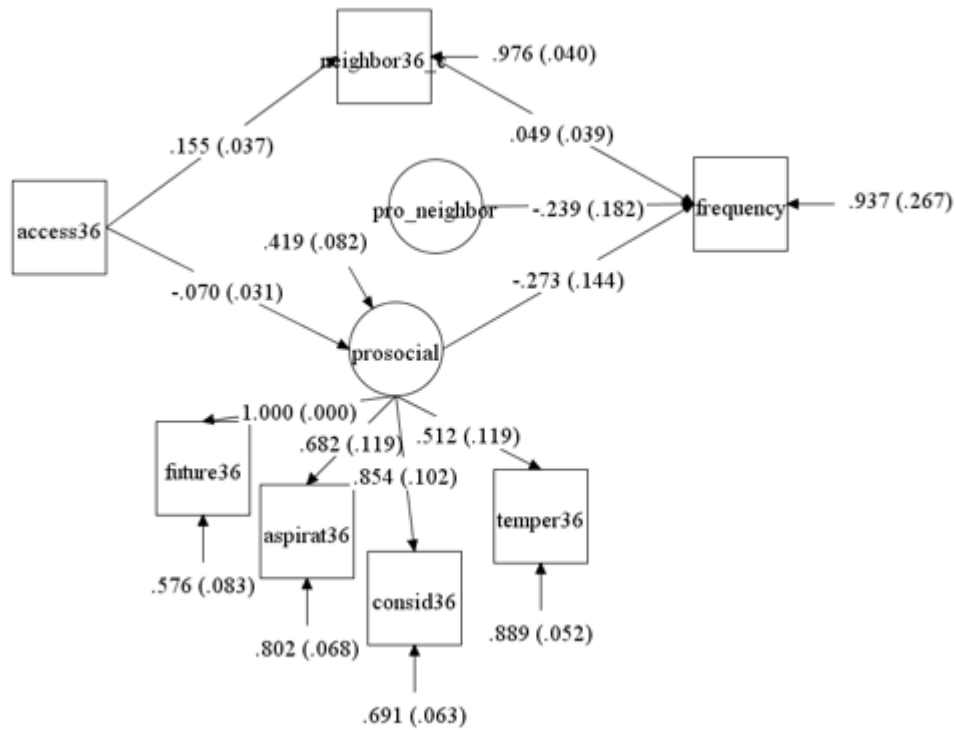 neighbor36_t
.976 (.040)
.155 (.037)
.049 (.039)
access36
pro_neighbor
-.239 (.182)
frequency
.937 (.267)
.419 (.082)
-.070 (.031)
-.273 (.144)
prosocial
1.000 (.000)
.682 (.119)
.512 (.119)
.854 (.102)
future36
aspirat36
temper36
consid36
.576 (.083)
.802 (.068)
.889 (.052)
.691 (.063)